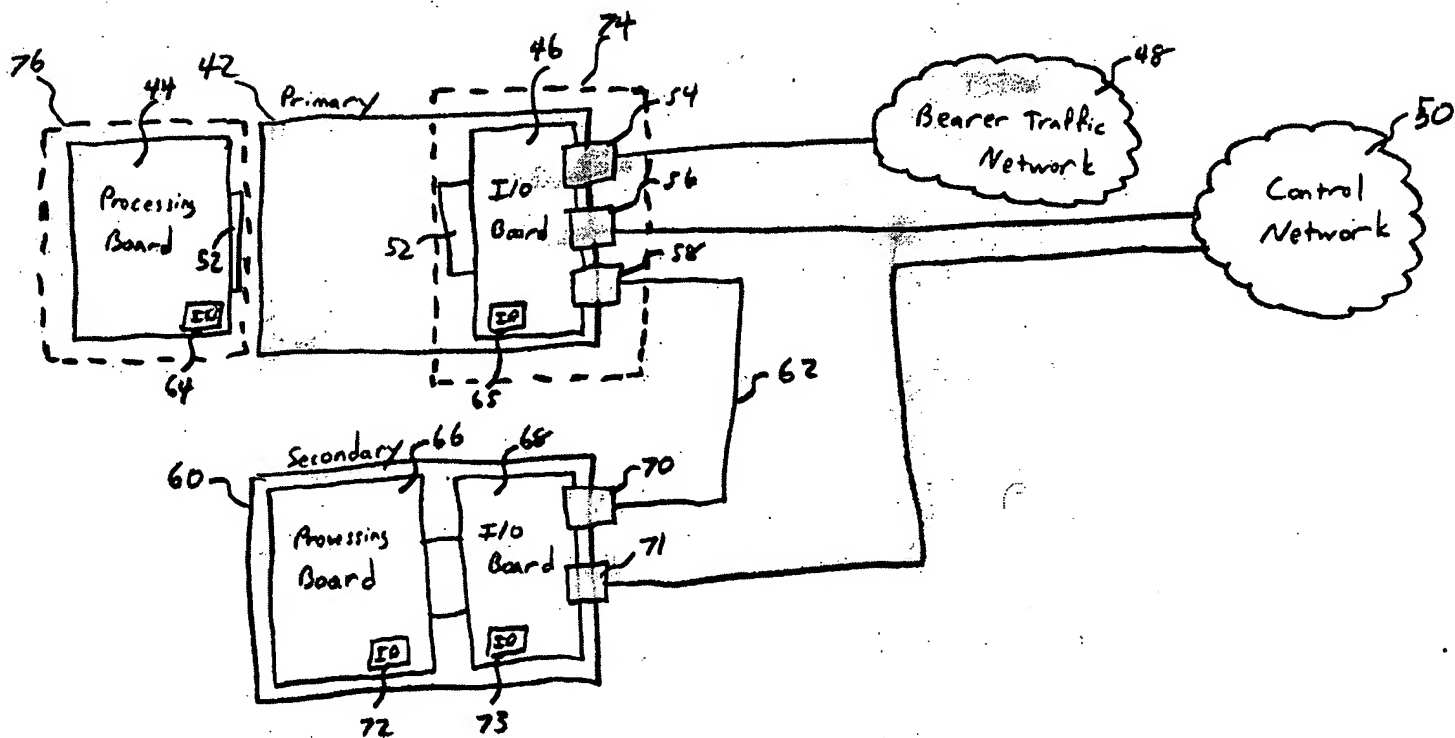 74
76
44
42
Primary
46
54
48
Bearer Traffic
Network
50
Control
Network
Processing
Board
52
ID
64
52
I/O
Board
56
58
ID
65
62
Secondary
66
68
60
70
Processing
Board
I/O
Board
71
ID
72
ID
73